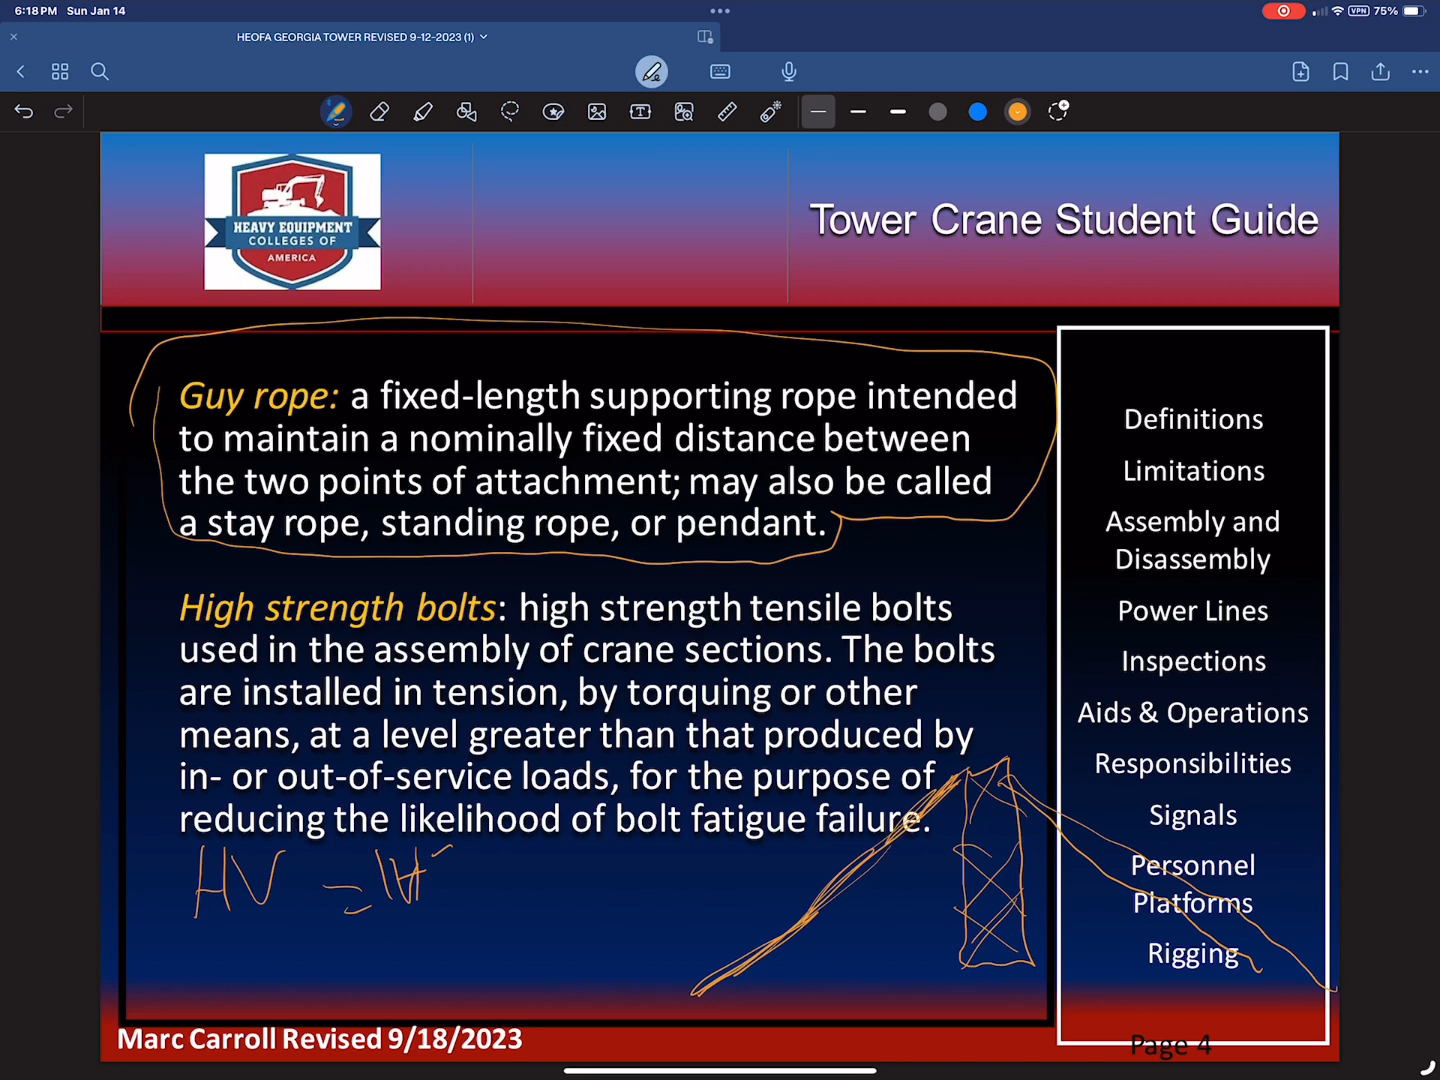 6:18 PM Sun Jan 14
VPN 75%
HEOFA GEORGIA TOWER REVISED 9-12-2023 (1)
HEAVY EQUIPMENT
COLLEGES OF
AMERICA
Tower Crane Student Guide
Guy rope: a fixed-length supporting rope intended
to maintain a nominally fixed distance between
the two points of attachment; may also be called
a stay rope, standing rope, or pendant.
High strength bolts: high strength tensile bolts
used in the assembly of crane sections. The bolts
are installed in tension, by torquing or other
means, at a level greater than that produced by
in- or out-of-service loads, for the purpose of
reducing the likelihood of bolt fatigue failure.
HV =
Definitions
Limitations
Assembly and
Disassembly
Power Lines
Inspections
Aids & Operations
Responsibilities
Signals
Personnel
Platforms
Rigging
Marc Carroll Revised 9/18/2023
Page 4